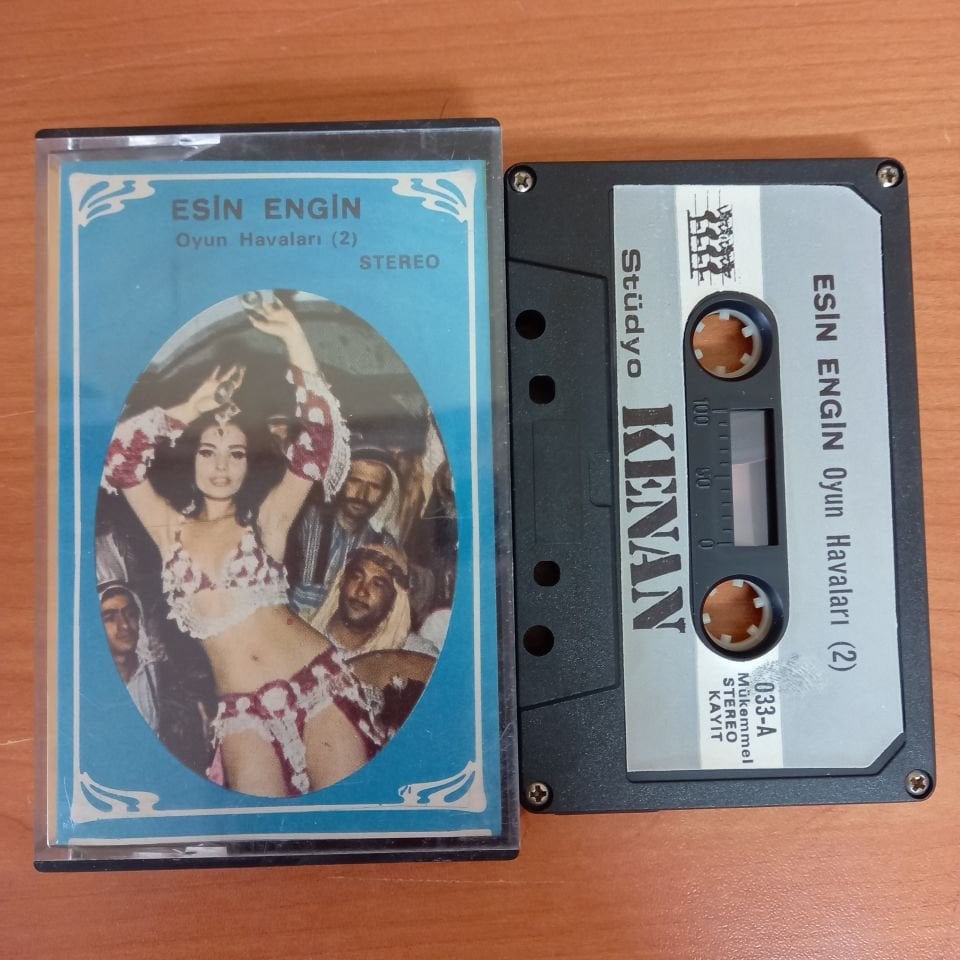 ESİN ENGİN
Oyun Havaları (2)
STEREO
ESİN ENGİN Oyun Havaları (2)
Stüdyo KENAN
100 50 0
033-A
Mükemmel
STEREO
KAYIT